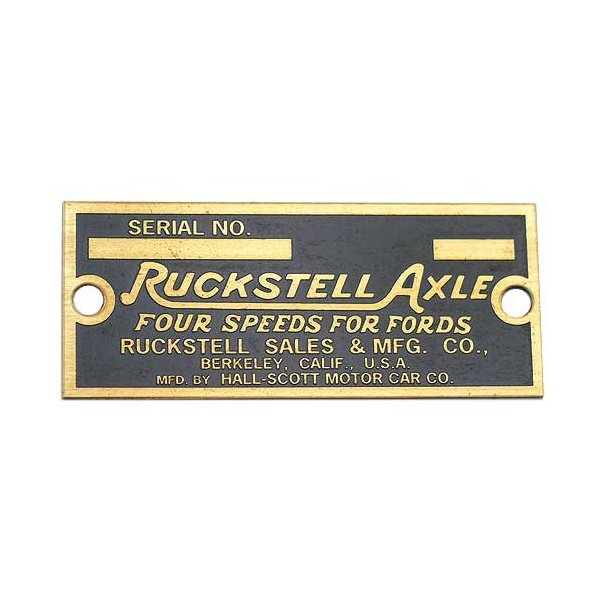 SERIAL NO.
RUCKSTELL AXLE
FOUR SPEEDS FOR FORDS
RUCKSTELL SALES & MFG. CO.,
BERKELEY, CALIF., U.S.A.
MFD. BY HALL-SCOTT MOTOR CAR CO.